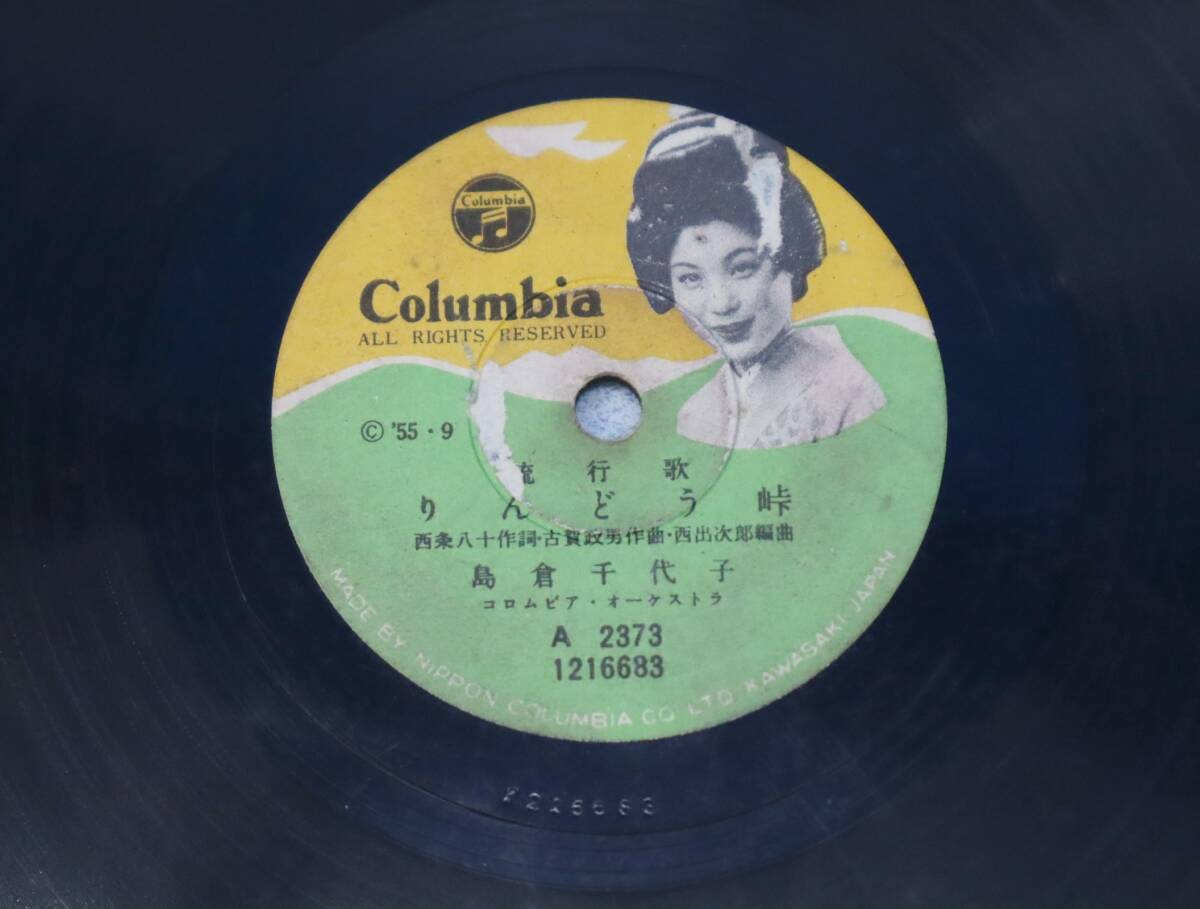 Columbia
Columbia
ALL RIGHTS RESERVED
© '55・9
流行歌
りんどう峠
西条八十作詞・古賀政男作曲・西出次郎編曲
島倉千代子
コロムビア・オーケストラ
A 2373
1216683
MADE BY NIPPON COLUMBIA CO LTD KAWASAKI JAPAN
1216683